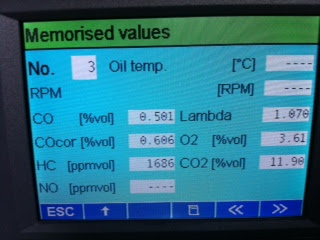 Memorised values
No. 3 Oil temp. [°C] ----
RPM [RPM] ----
CO [%vol] 0.501 Lambda 1.070
COcor [%vol] 0.606 O2 [%vol] 3.61
HC [ppmvol] 1686 CO2 [%vol] 11.90
NO [ppmvol] ----
ESC ↑ << >>